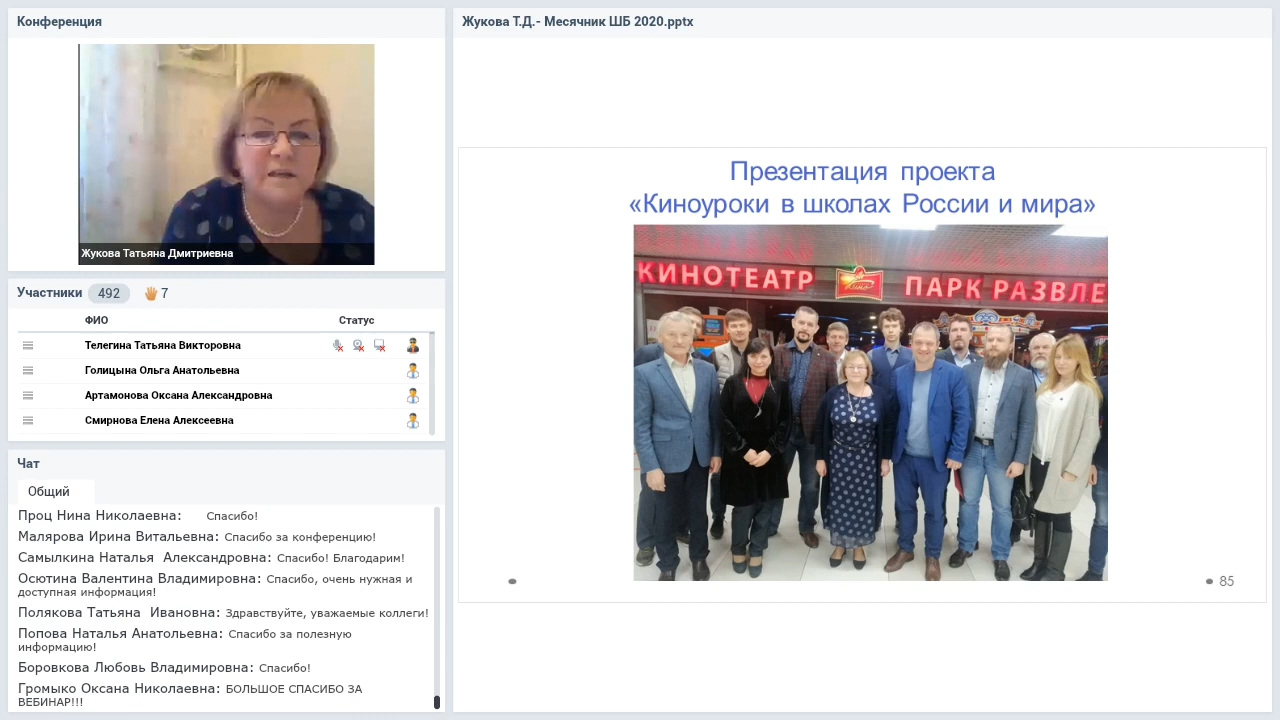 Конференция
Жукова Татьяна Дмитриевна
Участники 492 7
ФИО Статус
Телегина Татьяна Викторовна
Голицына Ольга Анатольевна
Артамонова Оксана Александровна
Смирнова Елена Алексеевна
Чат
Общий
Проц Нина Николаевна: Спасибо!
Малярова Ирина Витальевна: Спасибо за конференцию!
Самылкина Наталья Александровна: Спасибо! Благодарим!
Осютина Валентина Владимировна: Спасибо, очень нужная и
доступная информация!
Полякова Татьяна Ивановна: Здравствуйте, уважаемые коллеги!
Попова Наталья Анатольевна: Спасибо за полезную
информацию!
Боровкова Любовь Владимировна: Спасибо!
Громыко Оксана Николаевна: БОЛЬШОЕ СПАСИБО ЗА
ВЕБИНАР!!!
Жукова Т.Д.- Месячник ШБ 2020.pptx
Презентация проекта
«Киноуроки в школах России и мира»
КИНОТЕАТР ПАРК РАЗВЛЕ
85